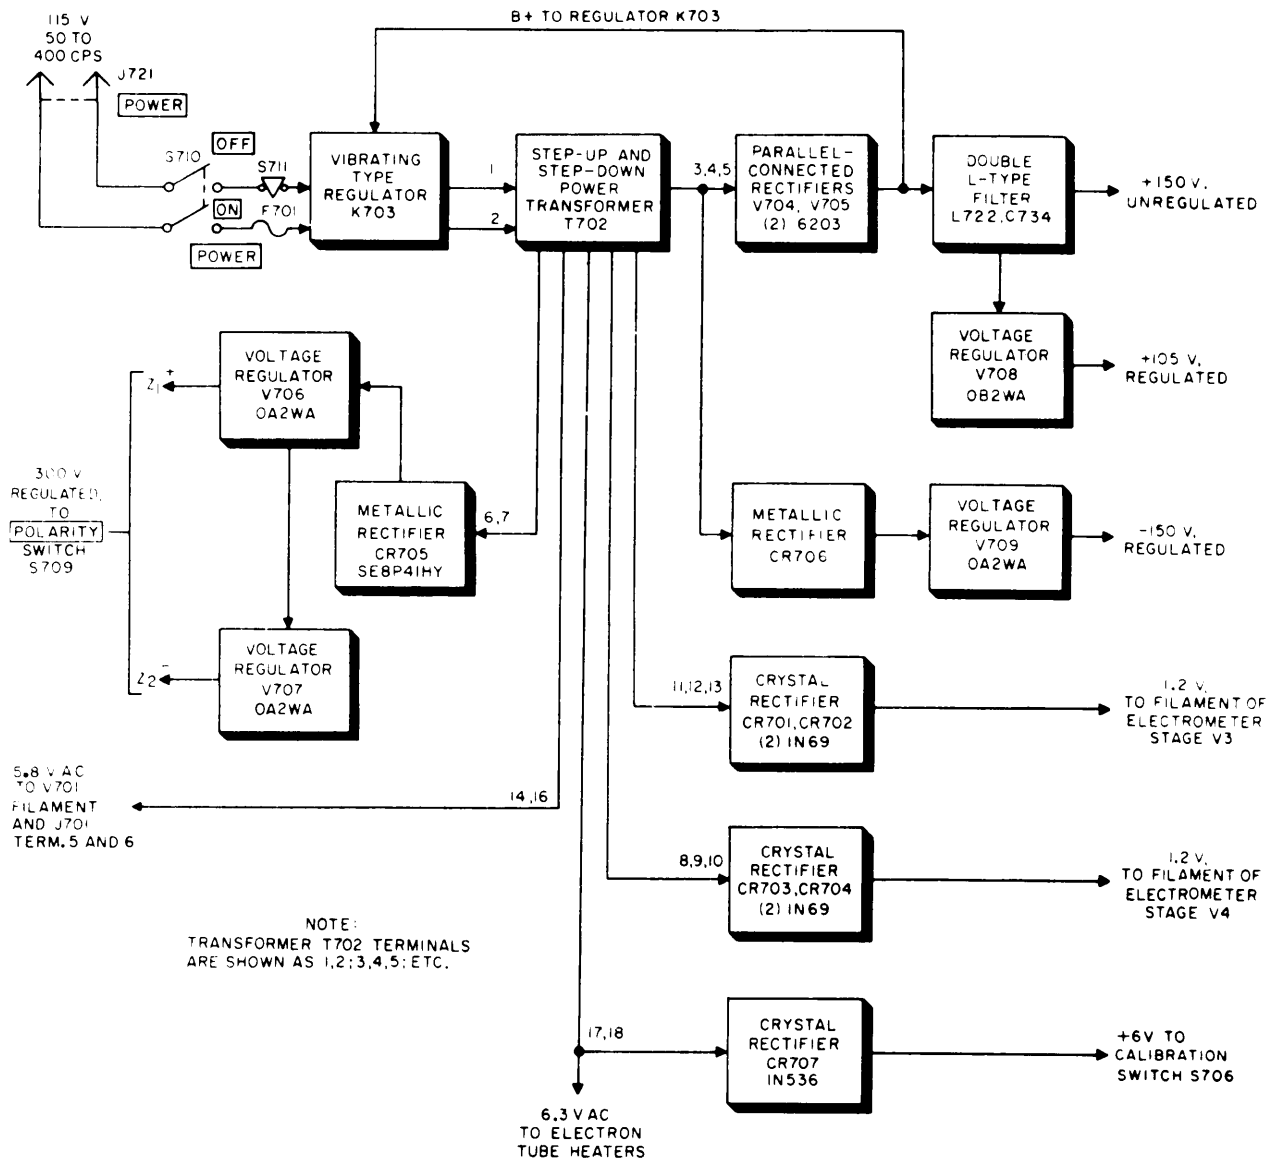 B+ TO REGULATOR K703
115 V
50 TO
400 CPS
J721
POWER
S710
OFF
S711
ON
F701
POWER
VIBRATING
TYPE
REGULATOR
K703
1
2
STEP-UP AND
STEP-DOWN
POWER
TRANSFORMER
T702
3,4,5
PARALLEL-
CONNECTED
RECTIFIERS
V704, V705
(2) 6203
DOUBLE
L-TYPE
FILTER
L722,C734
+150 V.
UNREGULATED
VOLTAGE
REGULATOR
V708
OB2WA
+105 V,
REGULATED
VOLTAGE
REGULATOR
V706
OA2WA
Z1 +
300 V
REGULATED,
TO
POLARITY
SWITCH
S709
METALLIC
RECTIFIER
CR705
SE8P41HY
6,7
METALLIC
RECTIFIER
CR706
VOLTAGE
REGULATOR
V709
OA2WA
-150 V,
REGULATED
VOLTAGE
REGULATOR
V707
OA2WA
Z2 -
11,12,13
CRYSTAL
RECTIFIER
CR701,CR702
(2) IN69
1.2 V,
TO FILAMENT OF
ELECTROMETER
STAGE V3
5.8 V AC
TO V701
FILAMENT
AND J701
TERM. 5 AND 6
14,16
8,9,10
CRYSTAL
RECTIFIER
CR703,CR704
(2) IN69
1.2 V,
TO FILAMENT OF
ELECTROMETER
STAGE V4
NOTE:
TRANSFORMER T702 TERMINALS
ARE SHOWN AS 1,2; 3,4,5; ETC.
17,18
CRYSTAL
RECTIFIER
CR707
IN536
+6V TO
CALIBRATION
SWITCH S706
6.3 V AC
TO ELECTRON
TUBE HEATERS